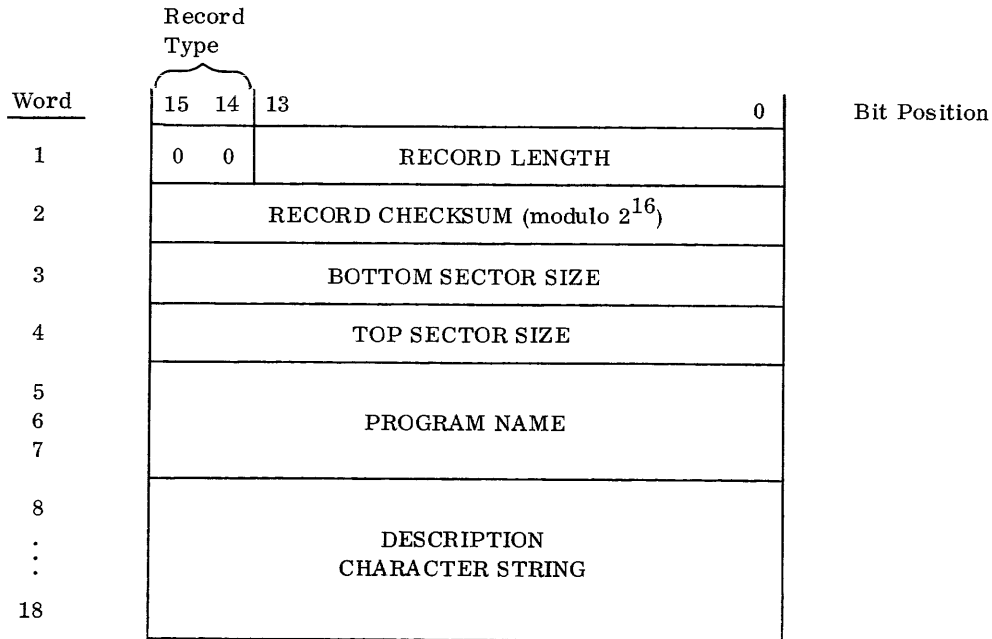 Record
Type
Word 15 14 13 0 Bit Position
1 0 0 RECORD LENGTH
2 RECORD CHECKSUM (modulo 2^16)
3 BOTTOM SECTOR SIZE
4 TOP SECTOR SIZE
5
6 PROGRAM NAME
7
8
DESCRIPTION
CHARACTER STRING
18